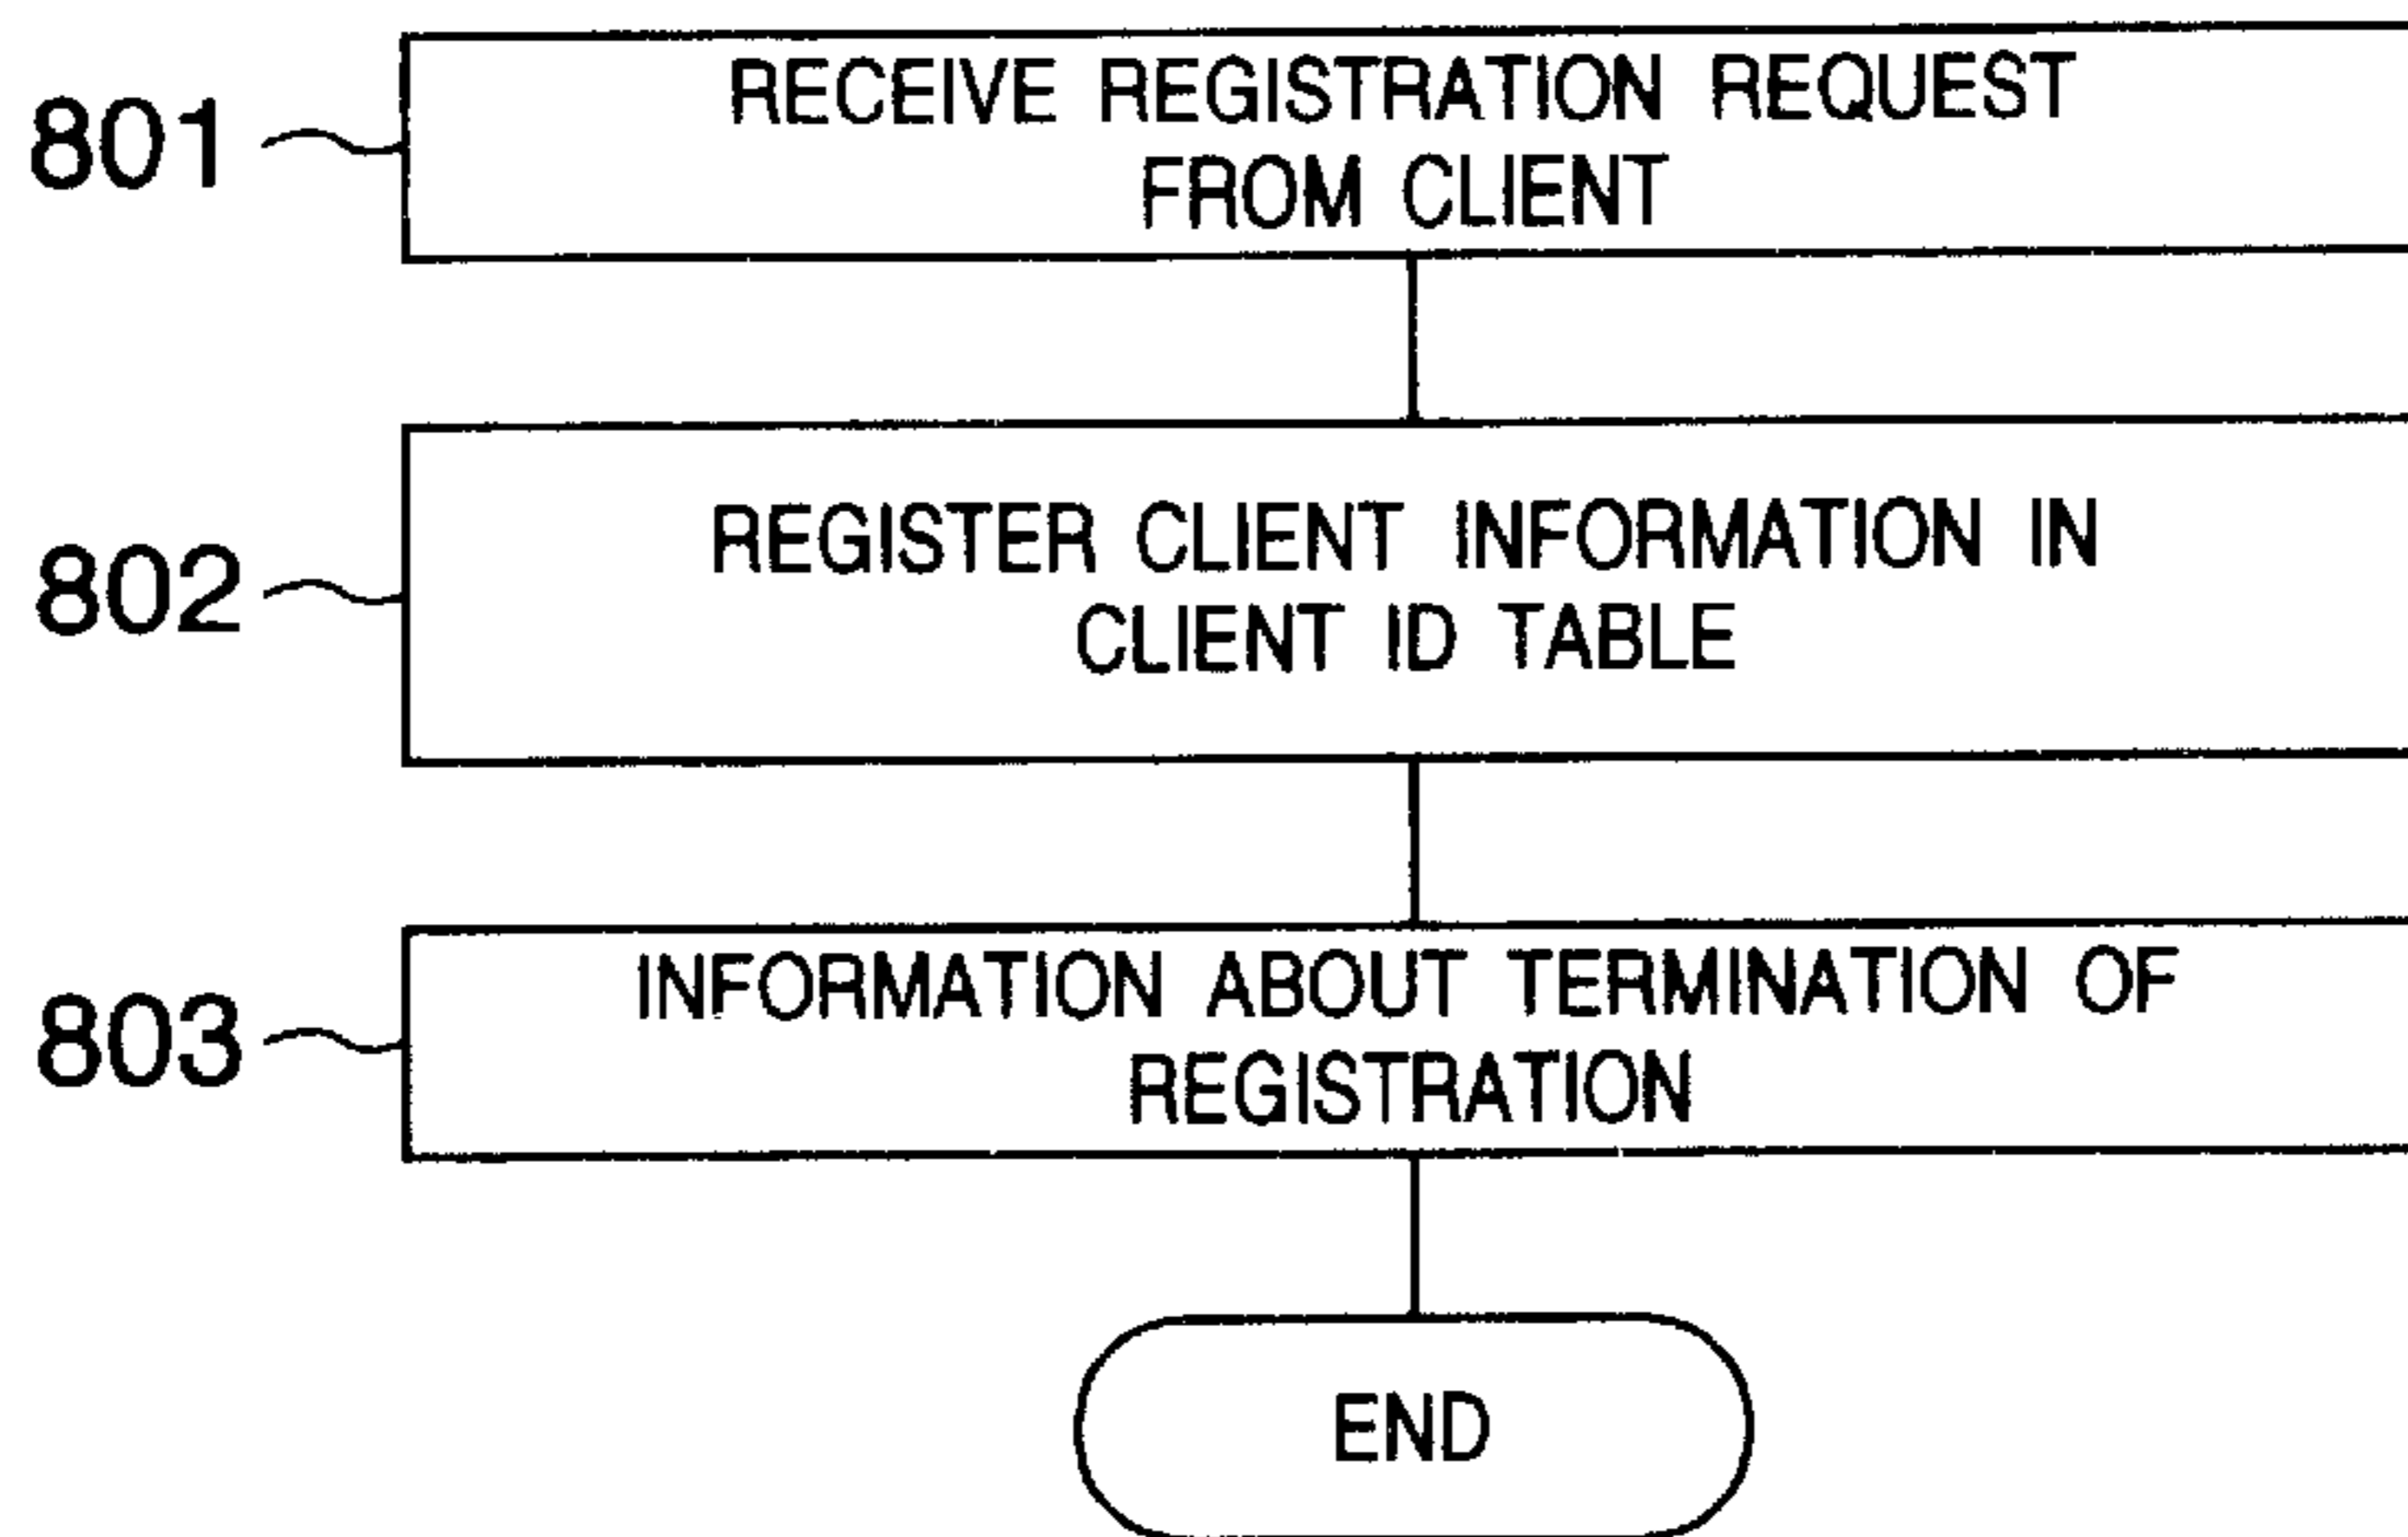 801
RECEIVE REGISTRATION REQUEST
FROM CLIENT
802
REGISTER CLIENT INFORMATION IN
CLIENT ID TABLE
803
INFORMATION ABOUT TERMINATION OF
REGISTRATION
END